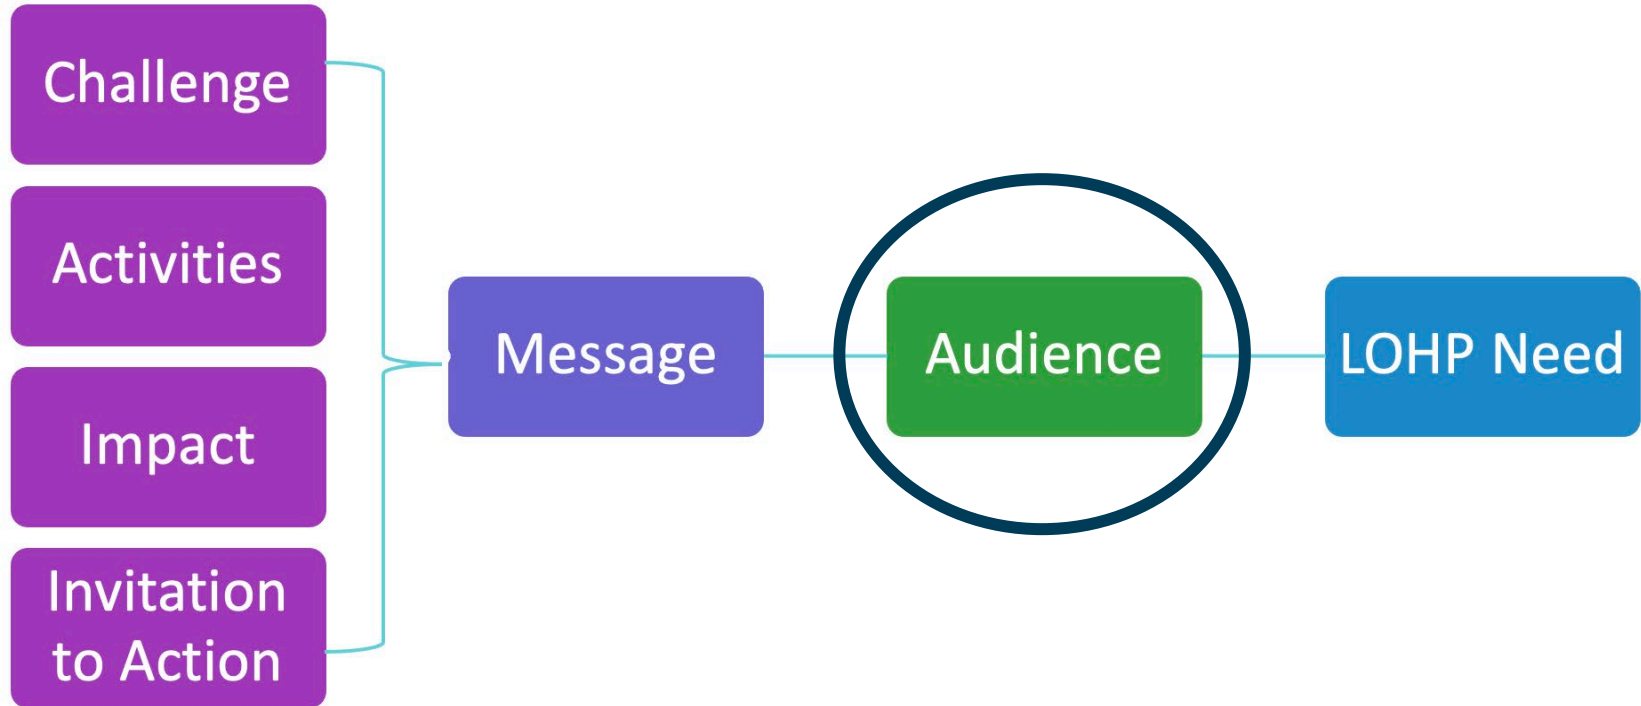 Challenge
Activities
Impact
Invitation
to Action
Message
Audience
LOHP Need